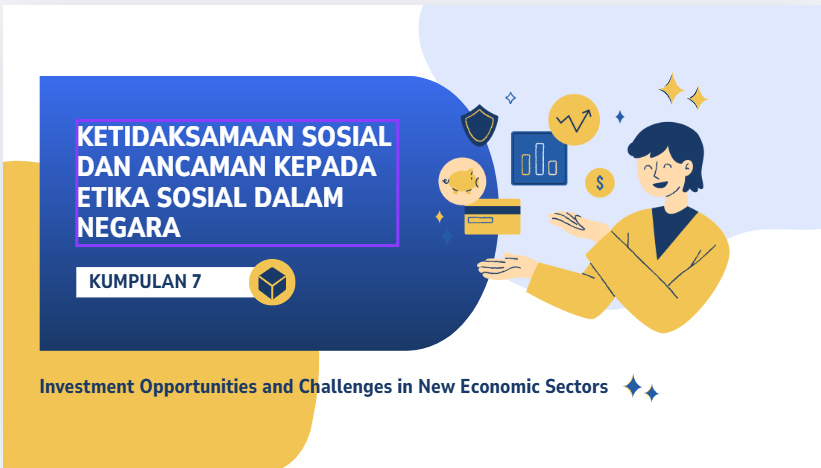 KETIDAKSAMAAN SOSIAL
DAN ANCAMAN KEPADA
ETIKA SOSIAL DALAM
NEGARA
KUMPULAN 7
$
Investment Opportunities and Challenges in New Economic Sectors